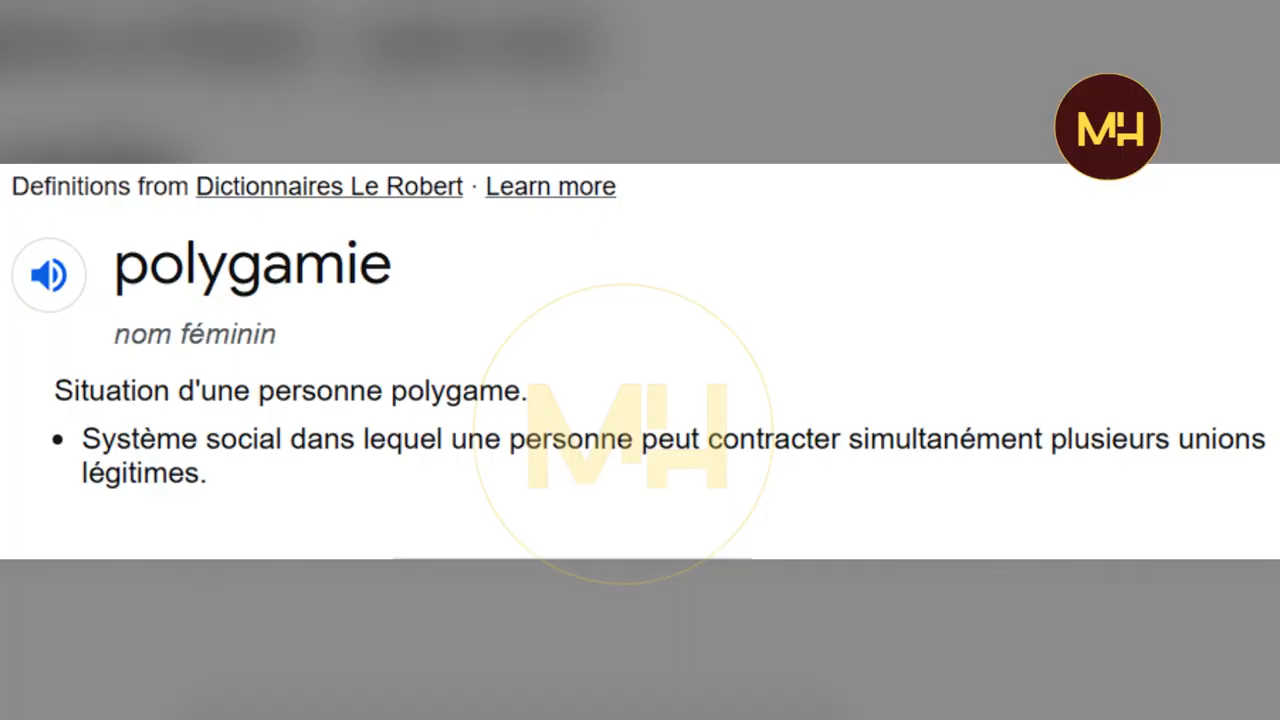 MH
Definitions from Dictionnaires Le Robert · Learn more
polygamie
nom féminin
Situation d'une personne polygame.
• Système social dans lequel une personne peut contracter simultanément plusieurs unions
légitimes.
MH